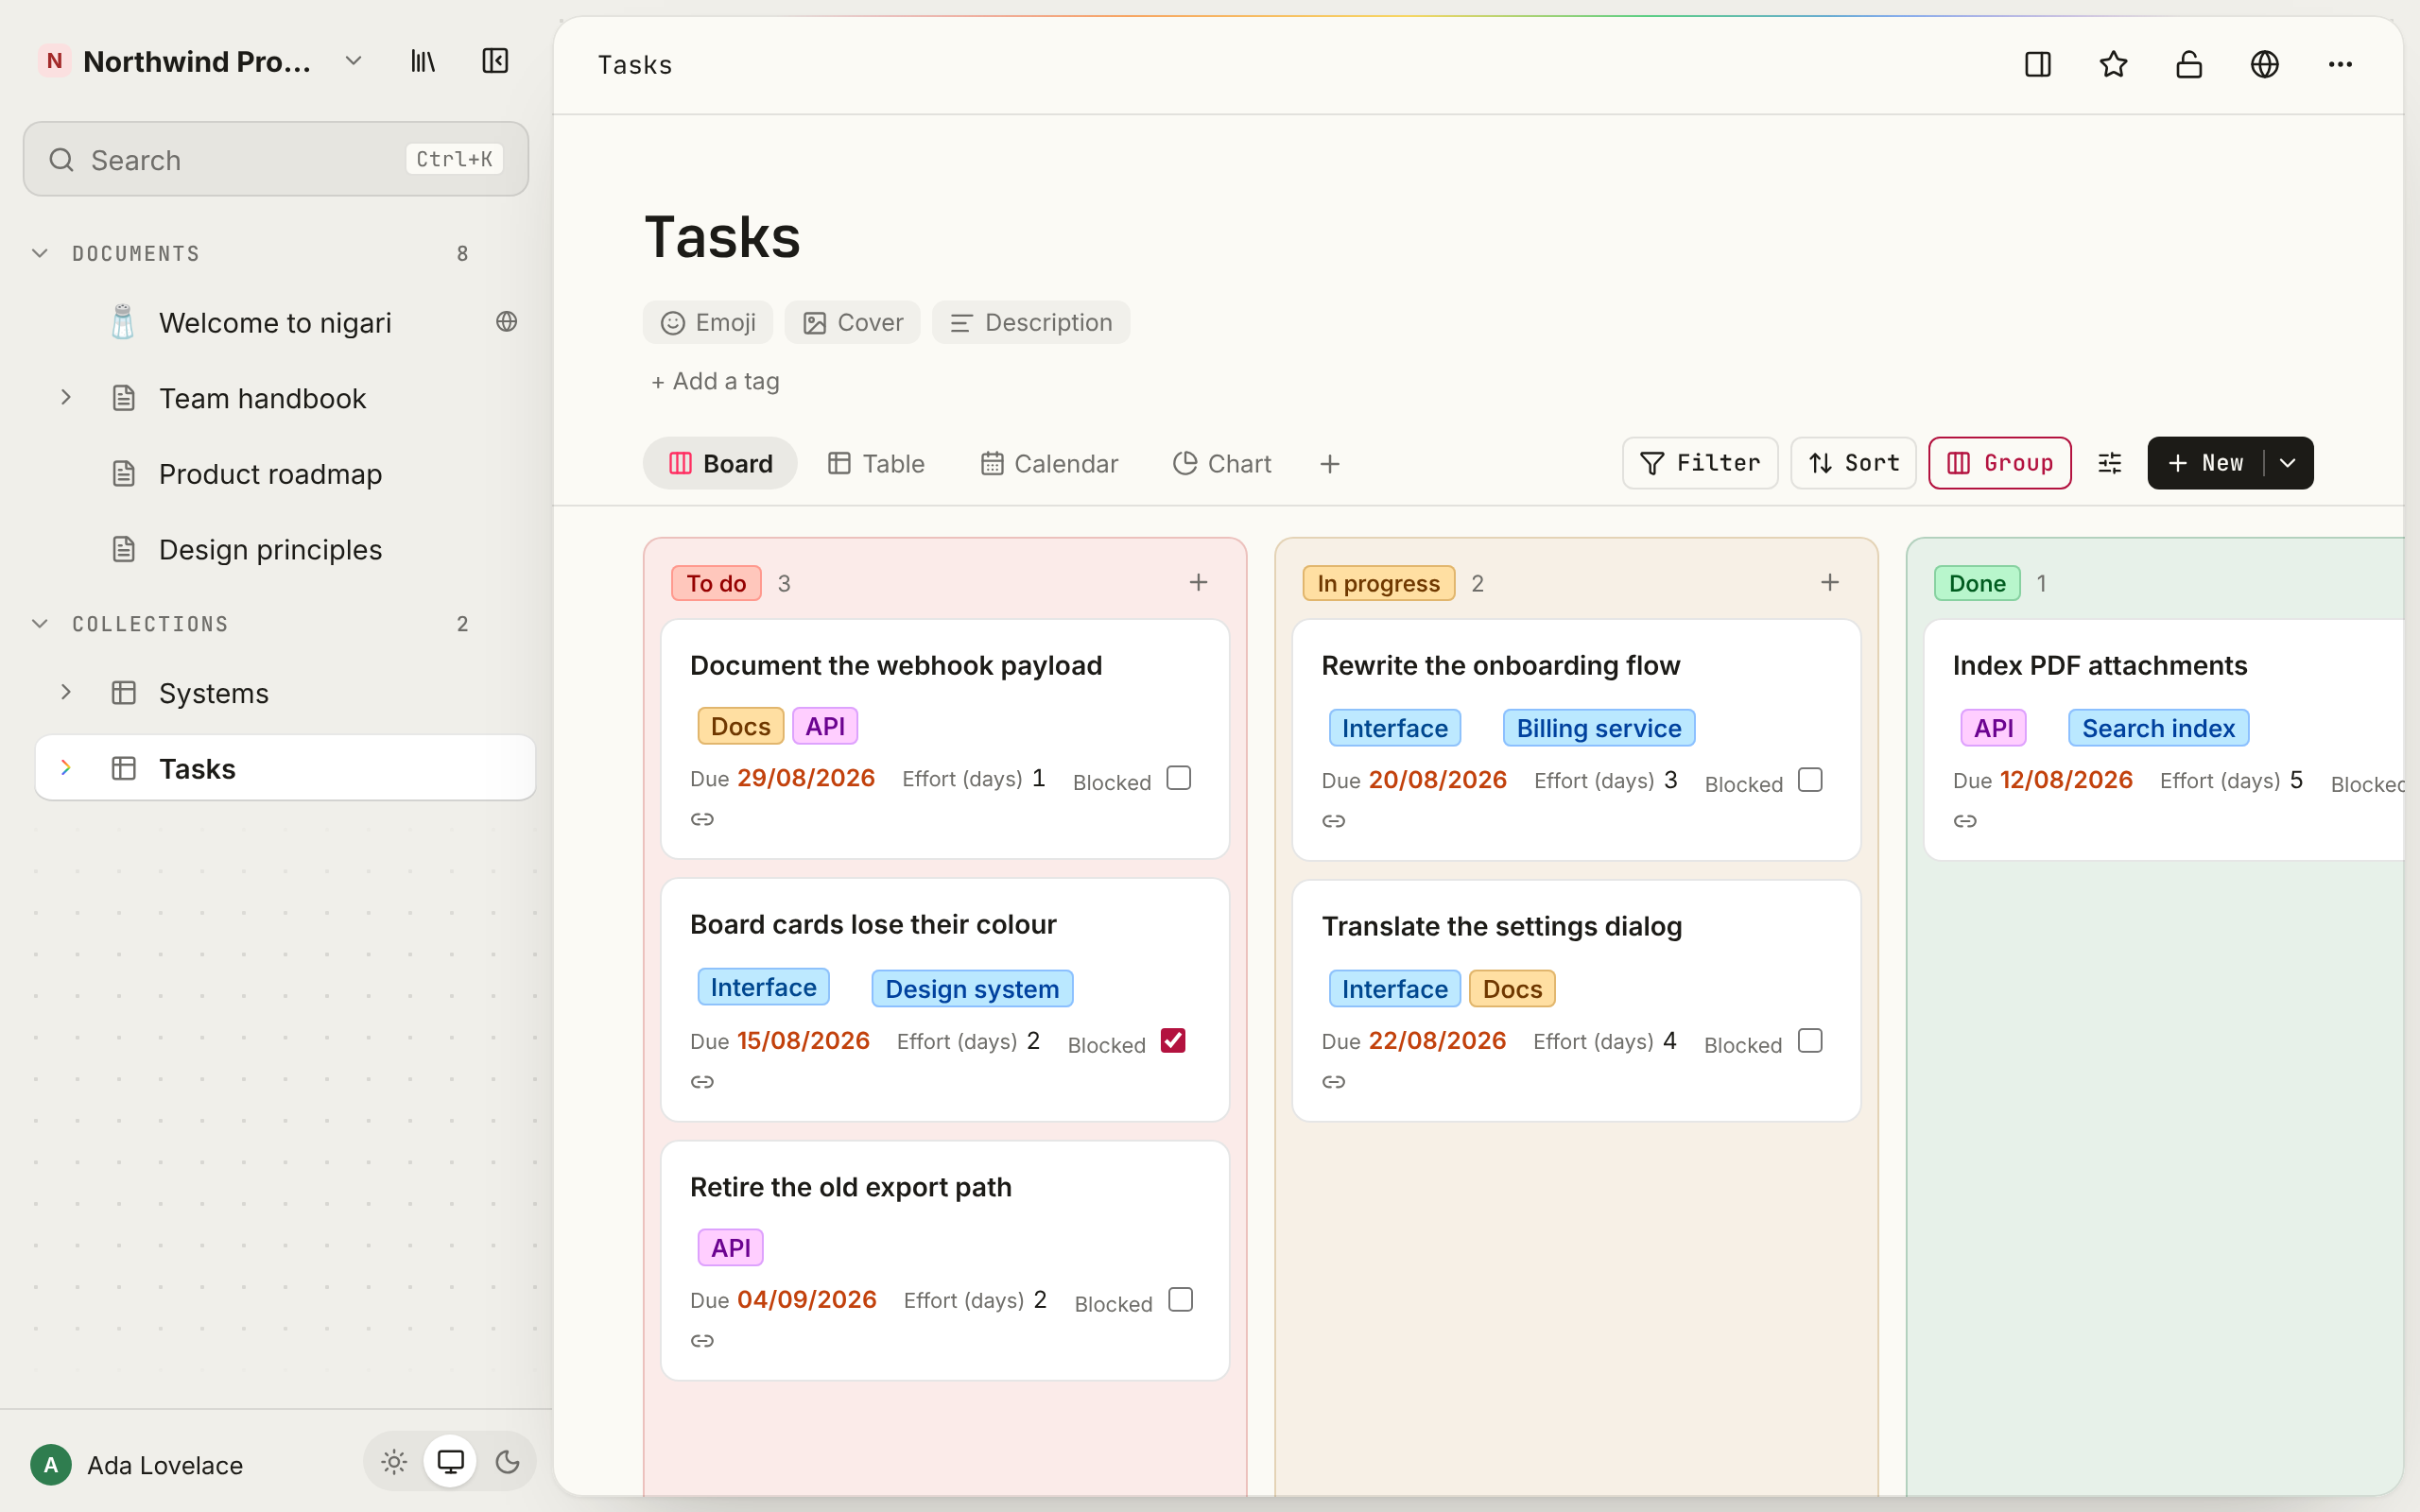 N Northwind Pro...
Search Ctrl+K
DOCUMENTS 8
Welcome to nigari
Team handbook
Product roadmap
Design principles
COLLECTIONS 2
Systems
Tasks
A Ada Lovelace
Tasks
Tasks
Emoji Cover Description
+ Add a tag
Board Table Calendar Chart
Filter Sort Group New
To do 3
Document the webhook payload
Docs API
Due 29/08/2026 Effort (days) 1 Blocked
Board cards lose their colour
Interface Design system
Due 15/08/2026 Effort (days) 2 Blocked
Retire the old export path
API
Due 04/09/2026 Effort (days) 2 Blocked
In progress 2
Rewrite the onboarding flow
Interface Billing service
Due 20/08/2026 Effort (days) 3 Blocked
Translate the settings dialog
Interface Docs
Due 22/08/2026 Effort (days) 4 Blocked
Done 1
Index PDF attachments
API Search index
Due 12/08/2026 Effort (days) 5 Blocked